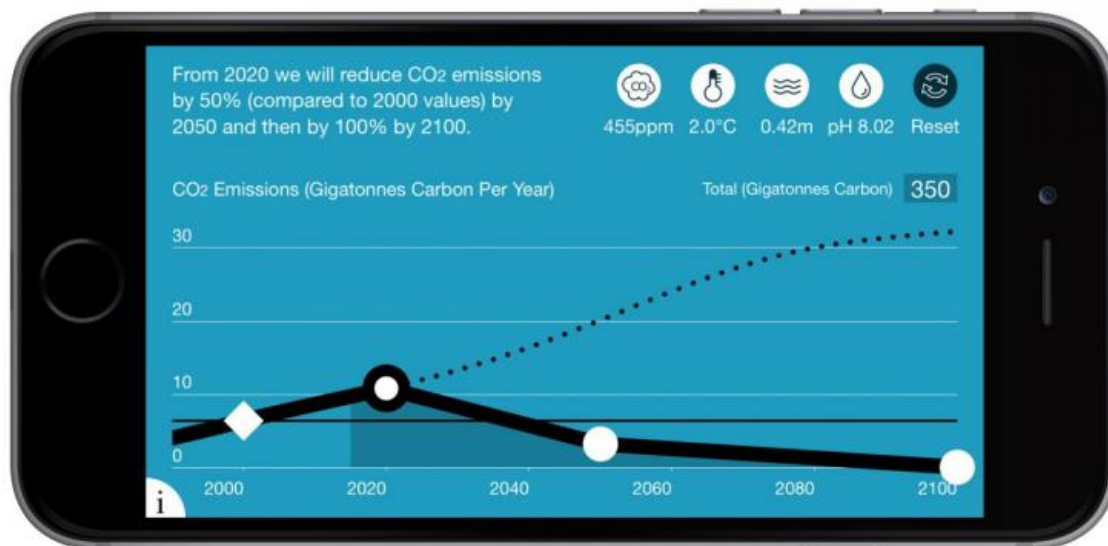 From 2020 we will reduce CO2 emissions
by 50% (compared to 2000 values) by
2050 and then by 100% by 2100.
CO2
455ppm 2.0°C 0.42m pH 8.02 Reset
CO2 Emissions (Gigatonnes Carbon Per Year) Total (Gigatonnes Carbon) 350
30
20
10
0
2000 2020 2040 2060 2080 2100
i